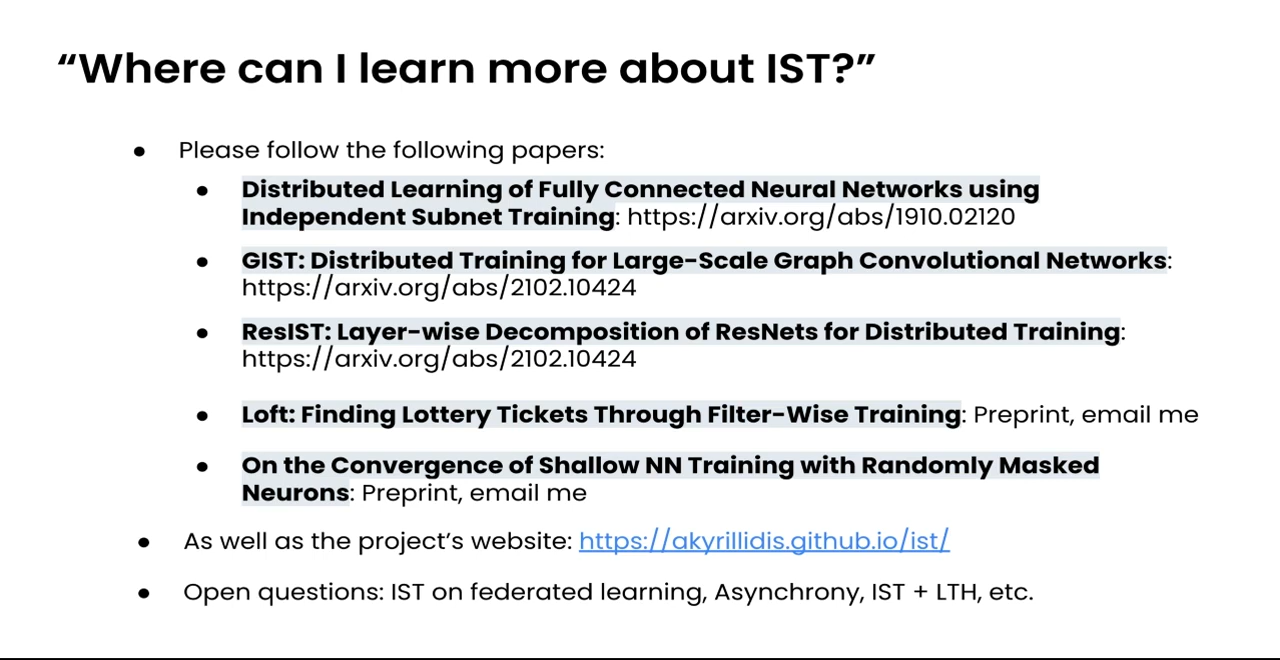 “Where can I learn more about IST?”
● Please follow the following papers:
● Distributed Learning of Fully Connected Neural Networks using
Independent Subnet Training: https://arxiv.org/abs/1910.02120
● GIST: Distributed Training for Large-Scale Graph Convolutional Networks:
https://arxiv.org/abs/2102.10424
● ResIST: Layer-wise Decomposition of ResNets for Distributed Training:
https://arxiv.org/abs/2102.10424
● Loft: Finding Lottery Tickets Through Filter-Wise Training: Preprint, email me
● On the Convergence of Shallow NN Training with Randomly Masked
Neurons: Preprint, email me
● As well as the project’s website: https://akyrillidis.github.io/ist/
● Open questions: IST on federated learning, Asynchrony, IST + LTH, etc.